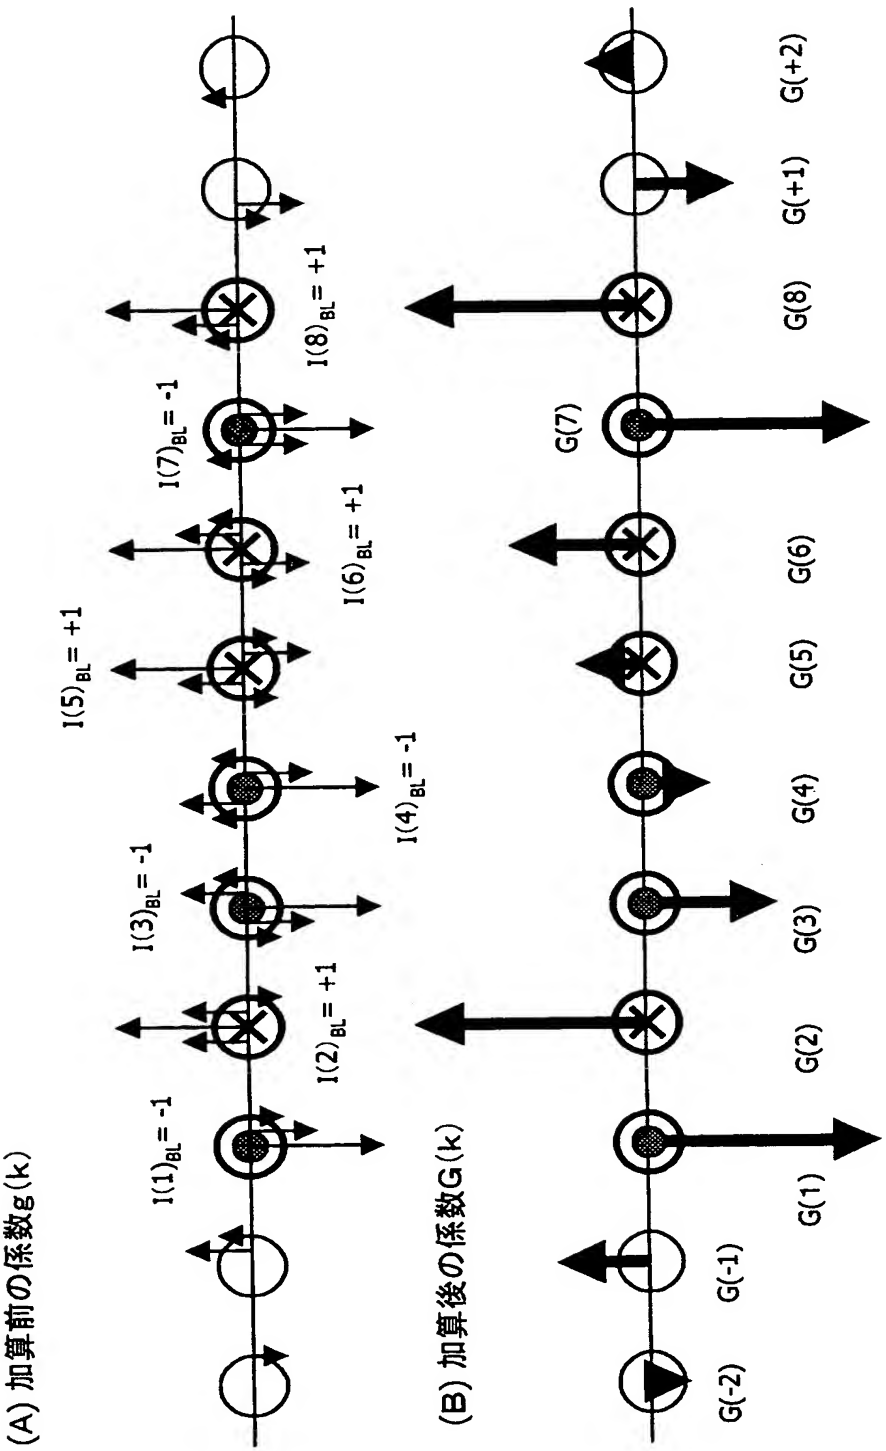 (A) 加算前の係数g(k)
I(1)BL = -1
I(2)BL = +1
I(3)BL = -1
I(4)BL = -1
I(5)BL = +1
I(6)BL = +1
I(7)BL = -1
I(8)BL = +1
(B) 加算後の係数G(k)
G(-2)
G(-1)
G(1)
G(2)
G(3)
G(4)
G(5)
G(6)
G(7)
G(8)
G(+1)
G(+2)